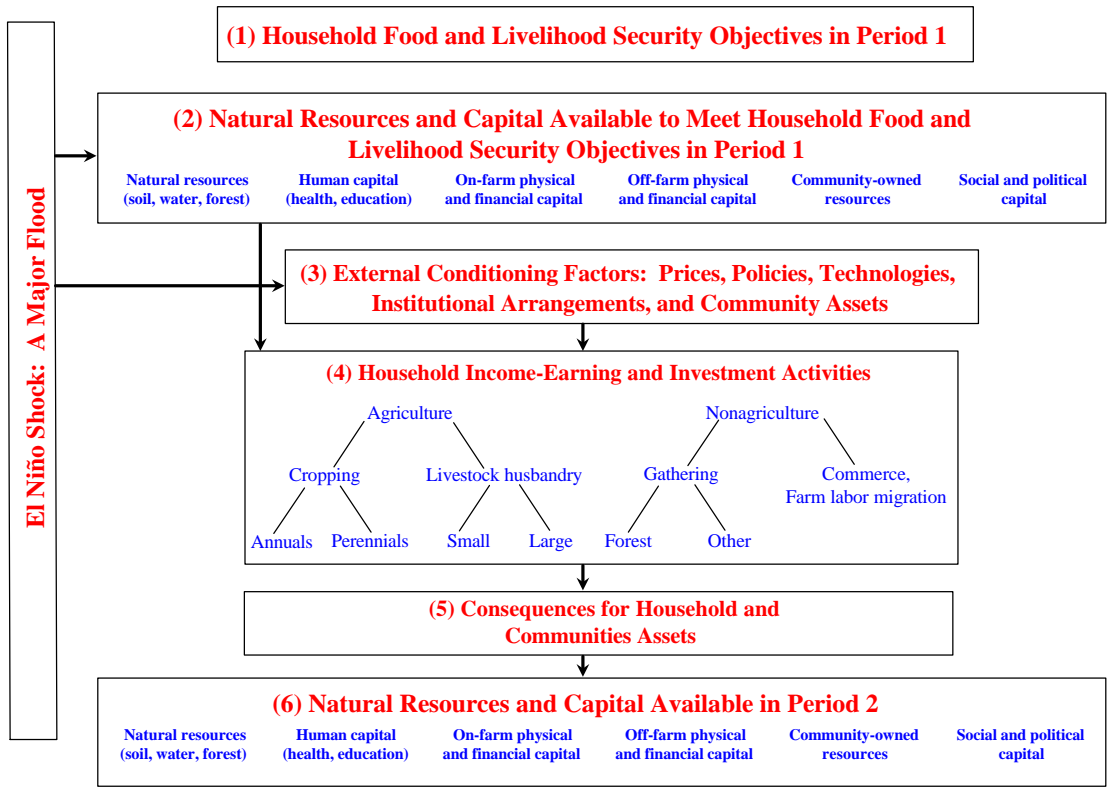 El Niño Shock:  A Major Flood
(1) Household Food and Livelihood Security Objectives in Period 1
(2) Natural Resources and Capital Available to Meet Household Food and
Livelihood Security Objectives in Period 1
Natural resources Human capital On-farm physical Off-farm physical Community-owned Social and political
(soil, water, forest) (health, education) and financial capital and financial capital resources capital
(3) External Conditioning Factors:  Prices, Policies, Technologies,
Institutional Arrangements, and Community Assets
(4) Household Income-Earning and Investment Activities
Agriculture Nonagriculture
Cropping Livestock husbandry Gathering Commerce,
Farm labor migration
Annuals Perennials Small Large Forest Other
(5) Consequences for Household and
Communities Assets
(6) Natural Resources and Capital Available in Period 2
Natural resources Human capital On-farm physical Off-farm physical Community-owned Social and political
(soil, water, forest) (health, education) and financial capital and financial capital resources capital